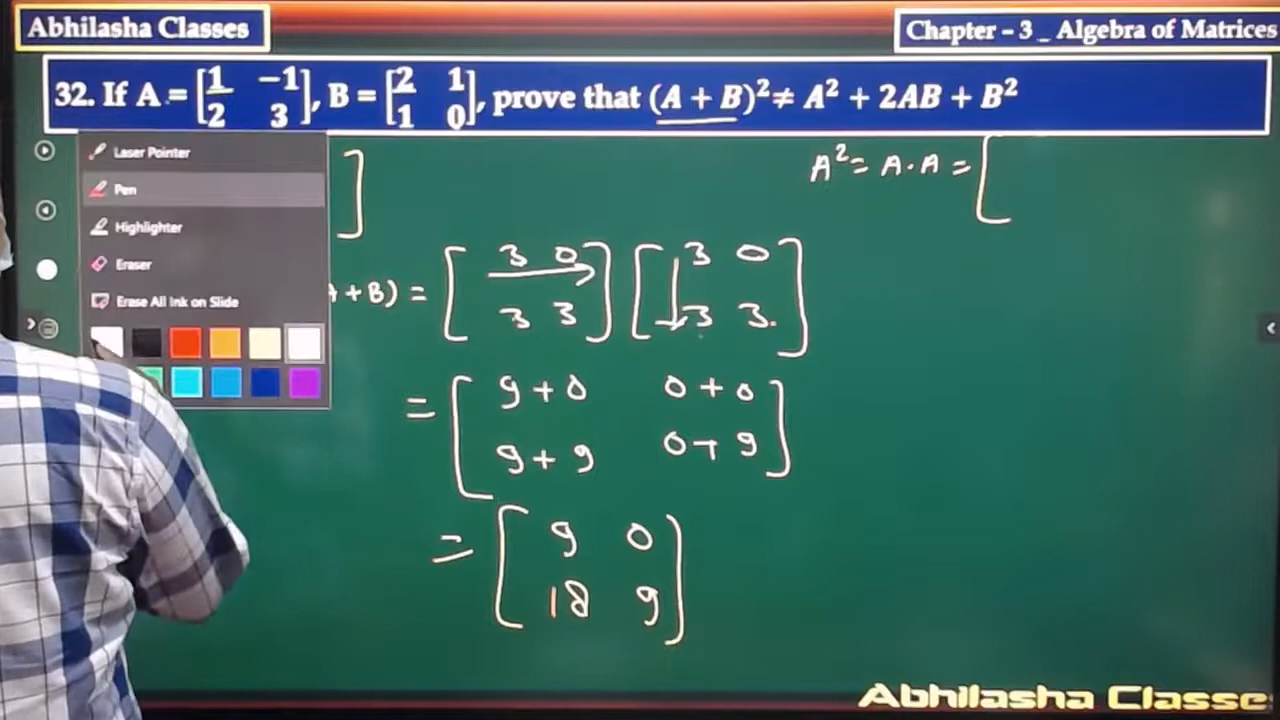 Abhilasha Classes
Chapter - 3 _ Algebra of Matrices
32. If A = [1 -1 2 3], B = [2 1 1 0], prove that (A + B)² ≠ A² + 2AB + B²
Laser Pointer
Pen
Highlighter
Eraser
Erase All Ink on Slide
]
A² = A · A = [
+B) = [3 0
3 3] [3 0
3 3.]
= [9+0 0+0
9+9 0+9]
= [9 0
18 9]
Abhilasha Classe